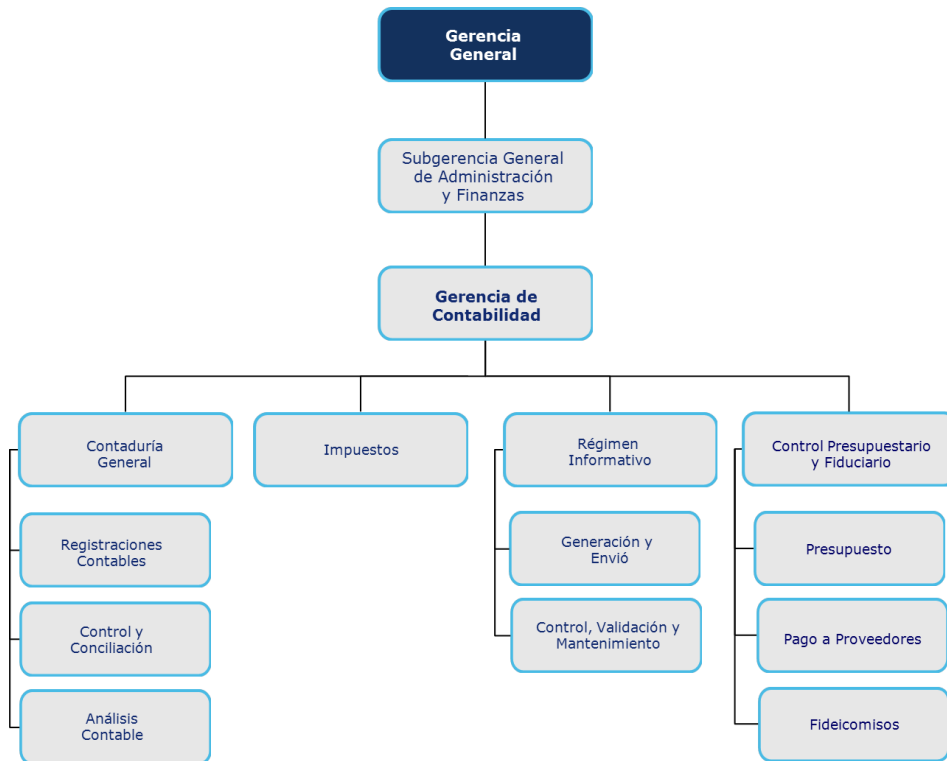 Gerencia
General
Subgerencia General
de Administración
y Finanzas
Gerencia de
Contabilidad
Contaduría
General
Impuestos
Régimen
Informativo
Control Presupuestario
y Fiduciario
Registraciones
Contables
Generación y
Envió
Presupuesto
Control y
Conciliación
Control, Validación y
Mantenimiento
Pago a Proveedores
Análisis
Contable
Fideicomisos